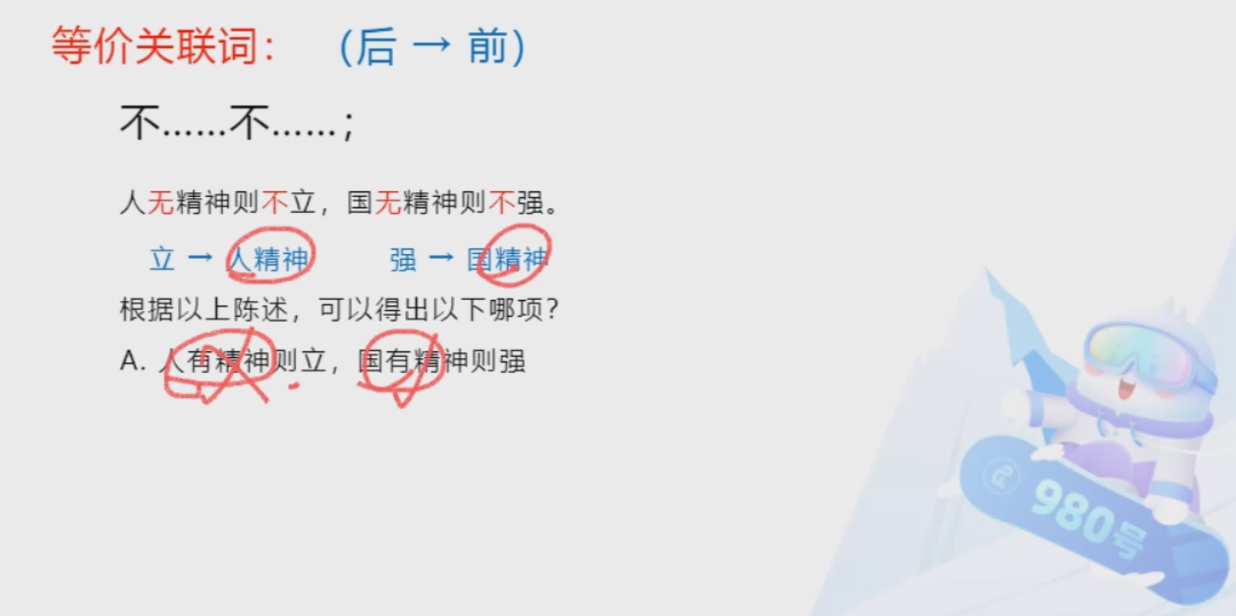 等价关联词： (后 → 前)
不……不……；
人无精神则不立，国无精神则不强。
立 → 人精神 强 → 国精神
根据以上陈述，可以得出以下哪项？
A. 人有精神则立，国有精神则强
980号